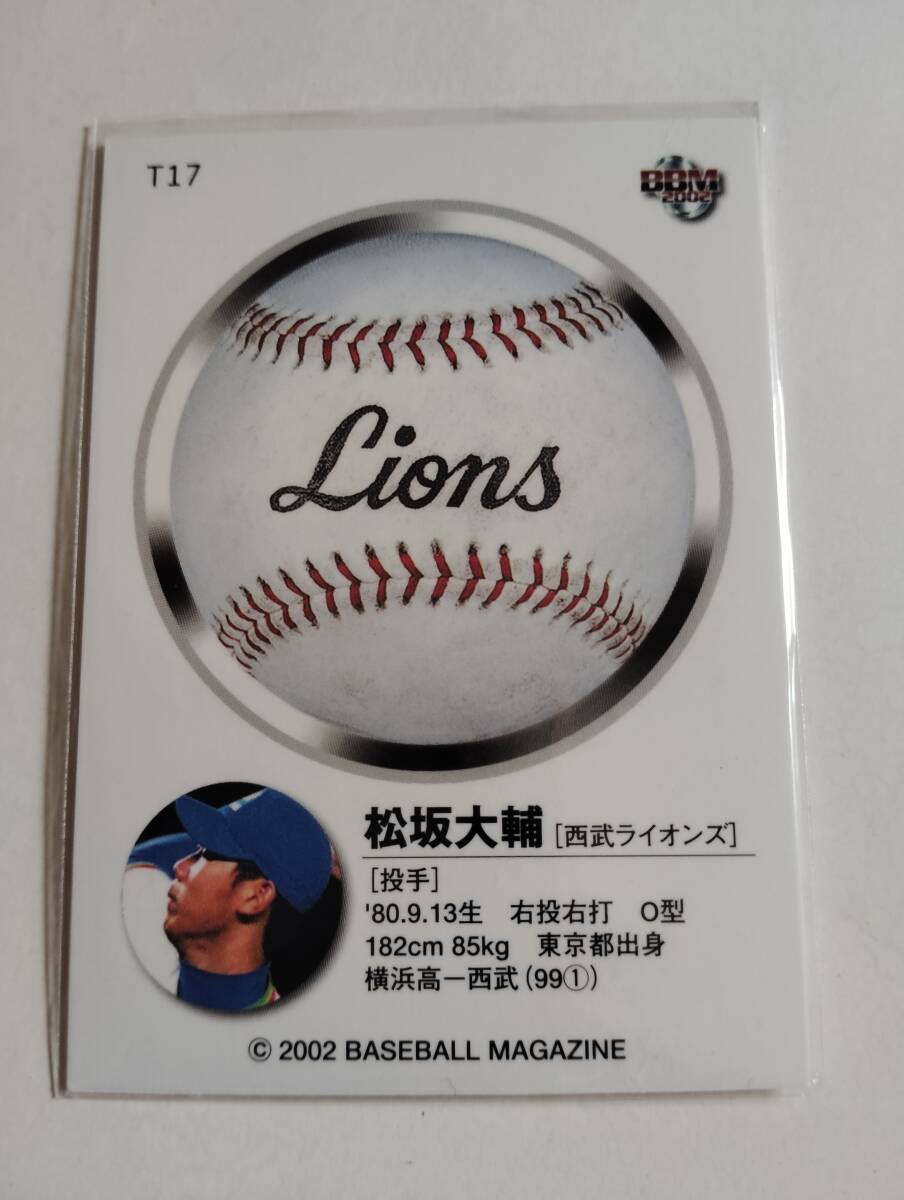 T17
BBM
2002
Lions
松坂大輔 [西武ライオンズ]
[投手]
'80.9.13生 右投右打 O型
182cm 85kg 東京都出身
横浜高ー西武(99①)
© 2002 BASEBALL MAGAZINE